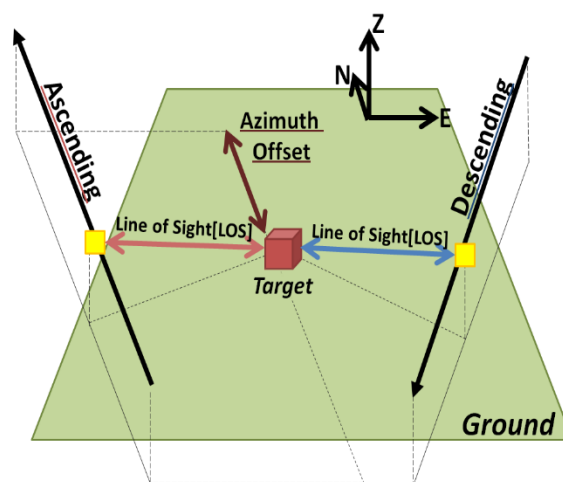 Z
N
E
Ascending
Azimuth
Offset
Descending
Line of Sight[LOS]
Line of Sight[LOS]
Target
Ground